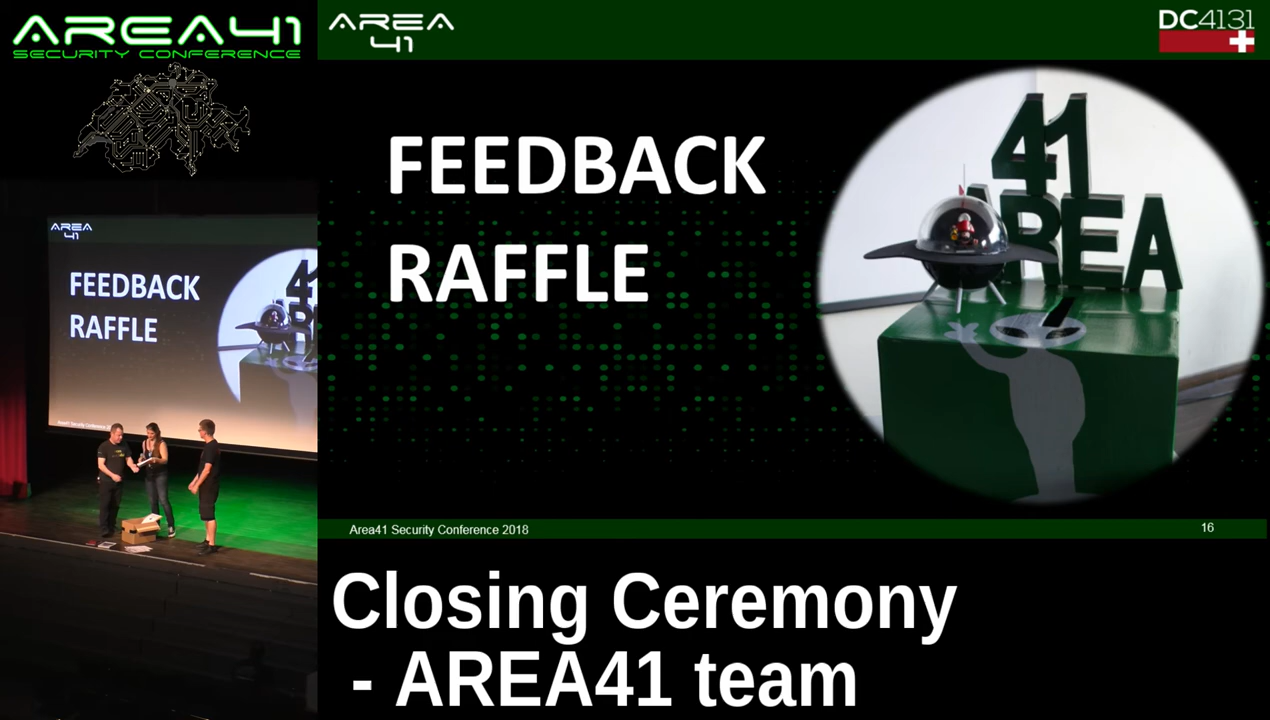 AREA41
SECURITY CONFERENCE
AREA
41
DC4131
FEEDBACK
RAFFLE
41
AREA
AREA
41
FEEDBACK
RAFFLE
41
Area41 Security Conference 2018
16
Closing Ceremony
- AREA41 team